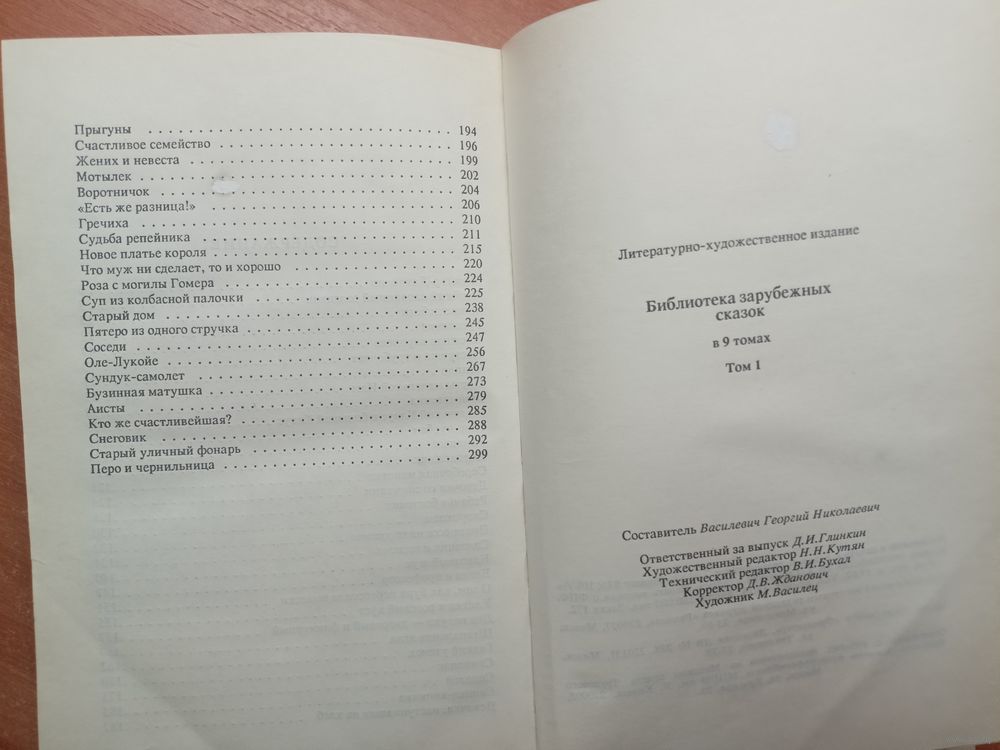 Прыгуны 194
Счастливое семейство 196
Жених и невеста 199
Мотылек 202
Воротничок 204
«Есть же разница!» 206
Гречиха 210
Судьба репейника 211
Новое платье короля 215
Что муж ни сделает, то и хорошо 220
Роза с могилы Гомера 224
Суп из колбасной палочки 225
Старый дом 238
Пятеро из одного стручка 245
Соседи 247
Оле-Лукойе 256
Сундук-самолет 267
Бузинная матушка 273
Аисты 279
Кто же счастливейшая? 285
Снеговик 288
Старый уличный фонарь 292
Перо и чернильница 299
Литературно-художественное издание
Библиотека зарубежных
сказок
в 9 томах
Том 1
Составитель Василевич Георгий Николаевич
Ответственный за выпуск Д.И.Глинкин
Художественный редактор Н.Н.Кутян
Технический редактор В.И.Бухал
Корректор Д.В.Жданович
Художник М.Василец